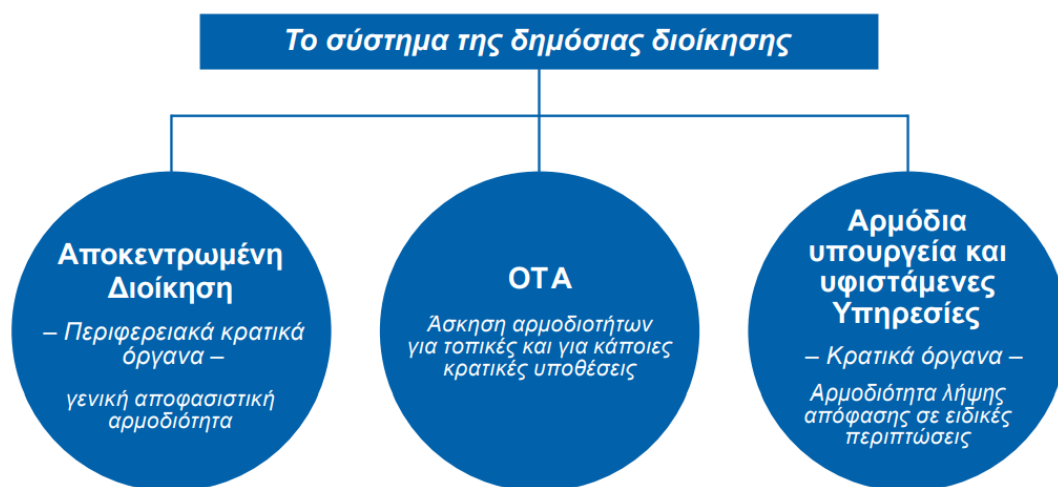 Το σύστημα της δημόσιας διοίκησης
Αποκεντρωμένη
Διοίκηση
– Περιφερειακά κρατικά
όργανα –
γενική αποφασιστική
αρμοδιότητα
ΟΤΑ
Άσκηση αρμοδιοτήτων
για τοπικές και για κάποιες
κρατικές υποθέσεις
Αρμόδια
υπουργεία και
υφιστάμενες
Υπηρεσίες
– Κρατικά όργανα –
Αρμοδιότητα λήψης
απόφασης σε ειδικές
περιπτώσεις